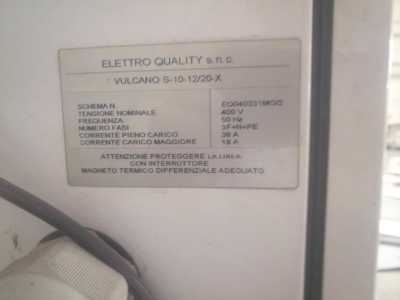 ELETTRO QUALITY s.n.c.
VULCANO S-10-12/20-X
SCHEMA N.
TENSIONE NOMINALE 400 V
FREQUENZA 50 Hz
NUMERO FASI 3F+N+PE
CORRENTE PIENO CARICO 38 A
CORRENTE CARICO MAGGIORE 18 A
ATTENZIONE PROTEGGERE LA LINEA
CON INTERRUTTORE
MAGNETO TERMICO DIFFERENZIALE ADEGUATO